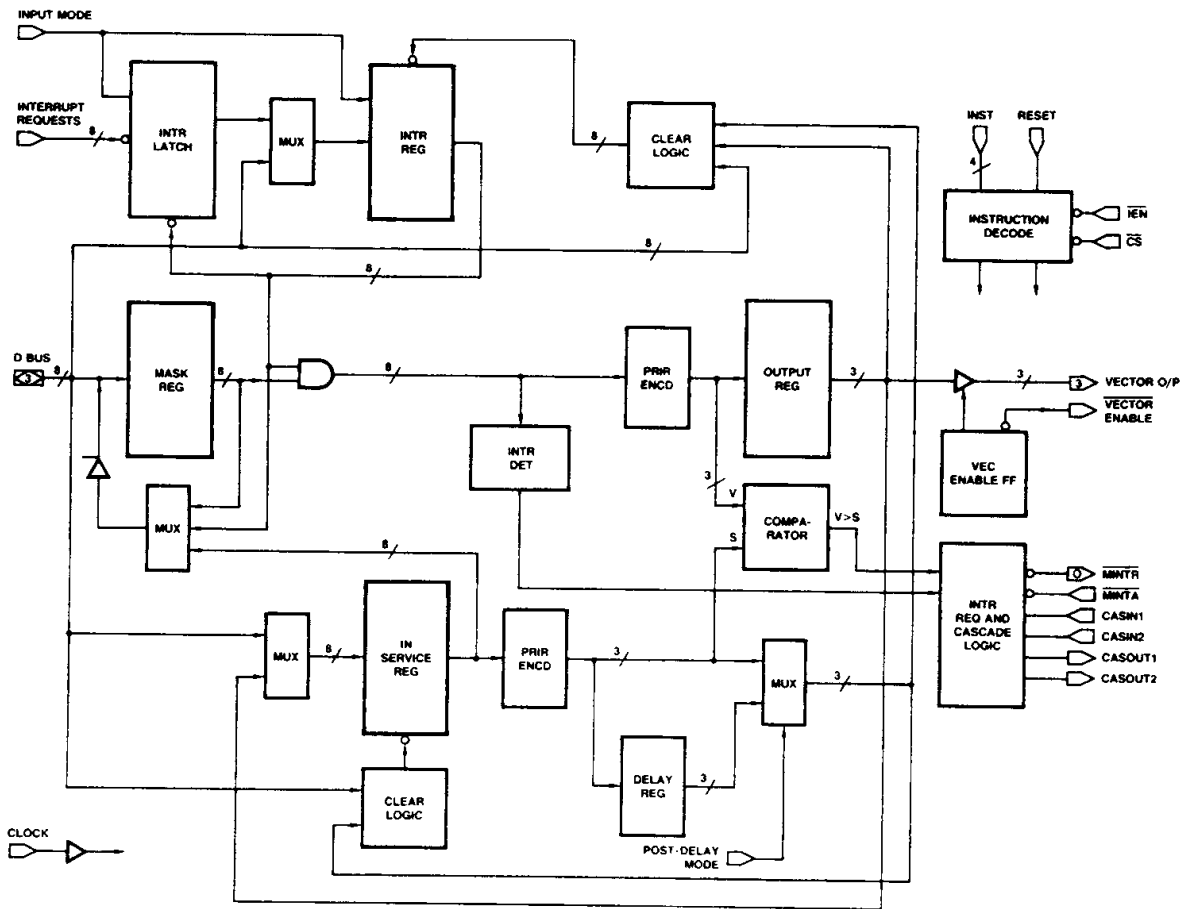 INPUT MODE
INTERRUPT
REQUESTS
8
INTR
LATCH
MUX
INTR
REG
8
CLEAR
LOGIC
INST
RESET
4
INSTRUCTION
DECODE
IEN
CS
8
8
D BUS
3
8
MASK
REG
8
8
PRIR
ENCD
OUTPUT
REG
3
3
3
VECTOR O/P
VECTOR
ENABLE
VEC
ENABLE FF
INTR
DET
3
V
S
COMPA-
RATOR
V>S
MUX
8
INTR
REQ AND
CASCADE
LOGIC
MINTR
MINTA
CASIN1
CASIN2
CASOUT1
CASOUT2
MUX
8
IN
SERVICE
REG
PRIR
ENCD
3
MUX
3
DELAY
REG
3
CLEAR
LOGIC
CLOCK
POST-DELAY
MODE